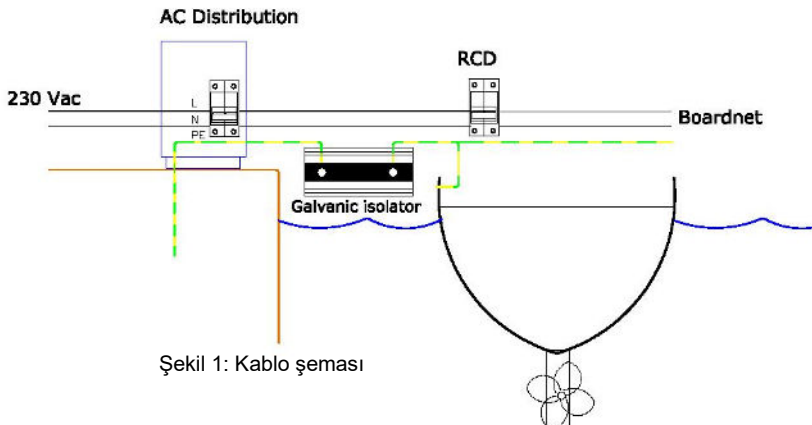 AC Distribution
RCD
230 Vac
L
N
PE
Boardnet
Galvanic isolator
Şekil 1: Kablo şeması